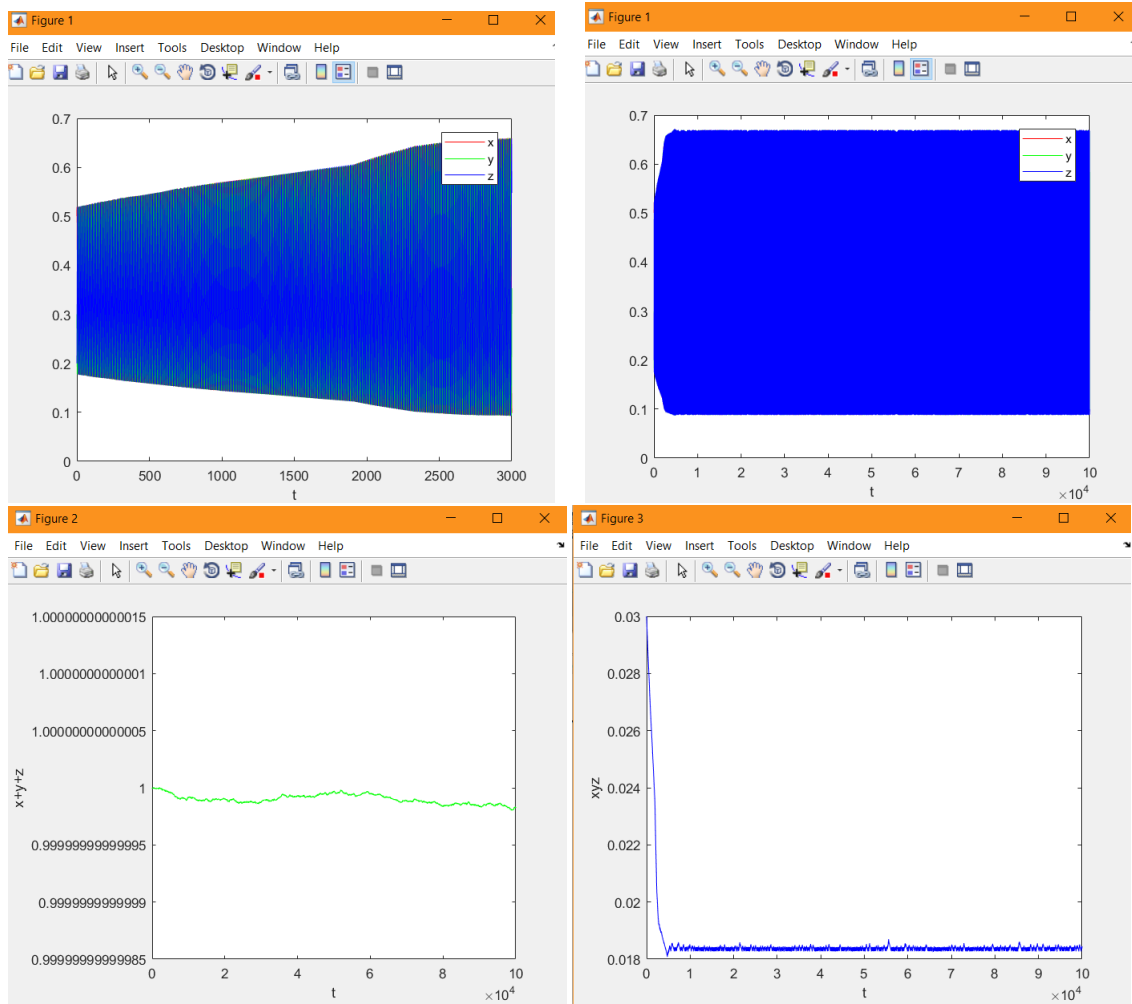 Figure 1
File Edit View Insert Tools Desktop Window Help
0.7
0.6
0.5
0.4
0.3
0.2
0.1
0
0 500 1000 1500 2000 2500 3000
t
x
y
z
Figure 1
File Edit View Insert Tools Desktop Window Help
0.7
0.6
0.5
0.4
0.3
0.2
0.1
0
0 1 2 3 4 5 6 7 8 9 10
t
×10^4
x
y
z
Figure 2
File Edit View Insert Tools Desktop Window Help
1.00000000000015
1.0000000000001
1.00000000000005
1
0.99999999999995
0.9999999999999
0.99999999999985
x+y+z
0 2 4 6 8 10
t
×10^4
Figure 3
File Edit View Insert Tools Desktop Window Help
0.03
0.028
0.026
0.024
0.022
0.02
0.018
xyz
0 1 2 3 4 5 6 7 8 9 10
t
×10^4